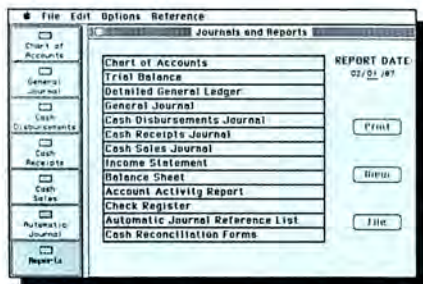 File Edit Options Reference
Journals and Reports
Chart of
Accounts
General
Journal
Cash
Disbursements
Cash
Receipts
Cash
Sales
Automatic
Journal
Reports
Chart of Accounts
Trial Balance
Detailed General Ledger
General Journal
Cash Disbursements Journal
Cash Receipts Journal
Cash Sales Journal
Income Statement
Balance Sheet
Account Activity Report
Check Register
Automatic Journal Reference List
Cash Reconciliation Forms
REPORT DATE
Print
View
File